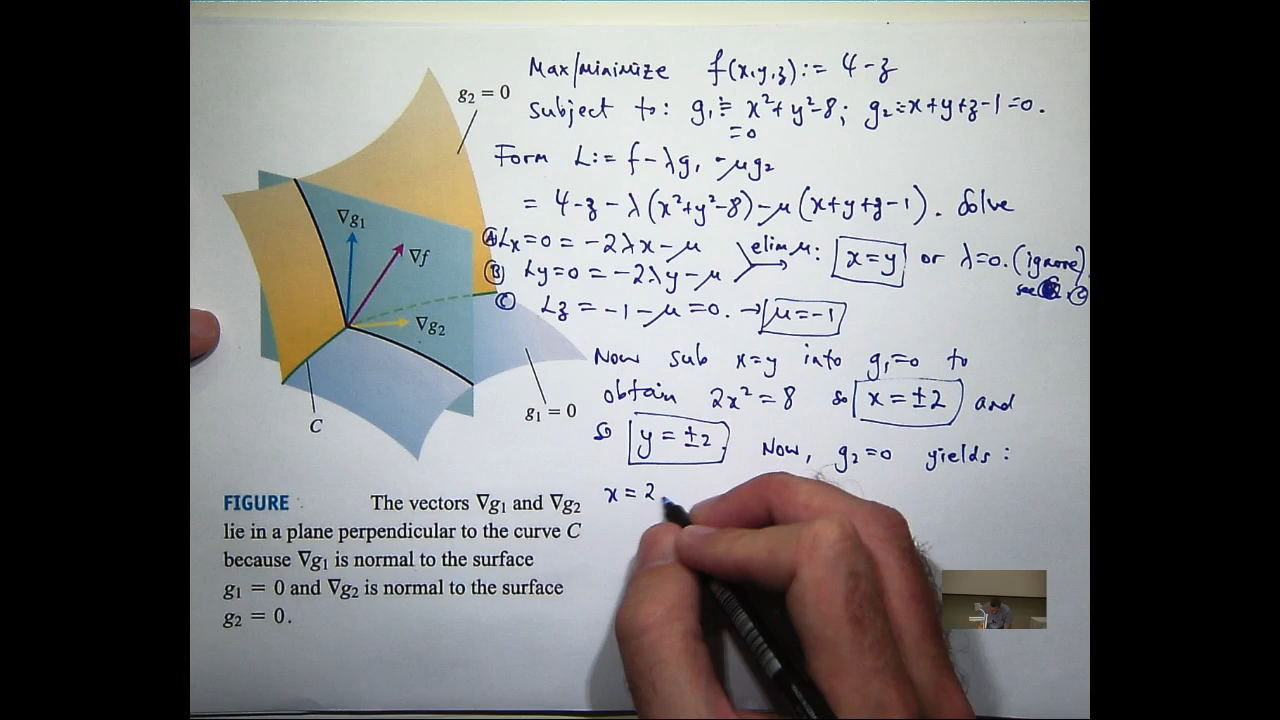 g₂ = 0
∇g₁
∇f
∇g₂
g₁ = 0
C
FIGURE The vectors ∇g₁ and ∇g₂
lie in a plane perpendicular to the curve C
because ∇g₁ is normal to the surface
g₁ = 0 and ∇g₂ is normal to the surface
g₂ = 0.
Max/minimize f(x,y,z) := 4-z
subject to: g₁ := x²+y²-8; g₂ := x+y+z-1=0.
=0
Form L := f-λg₁ -μg₂
= 4-z - λ(x²+y²-8) - μ(x+y+z-1). Solve
Ⓐ Lx=0 = -2λx-μ
Ⓑ Ly=0 = -2λy-μ
elim μ: x=y or λ=0. (ignore).
see Ⓒ
Ⓒ Lz = -1-μ=0. → μ=-1
Now sub x=y into g₁=0 to
obtain 2x²=8 so x=±2 and
so y=±2. Now, g₂=0 yields:
x=2